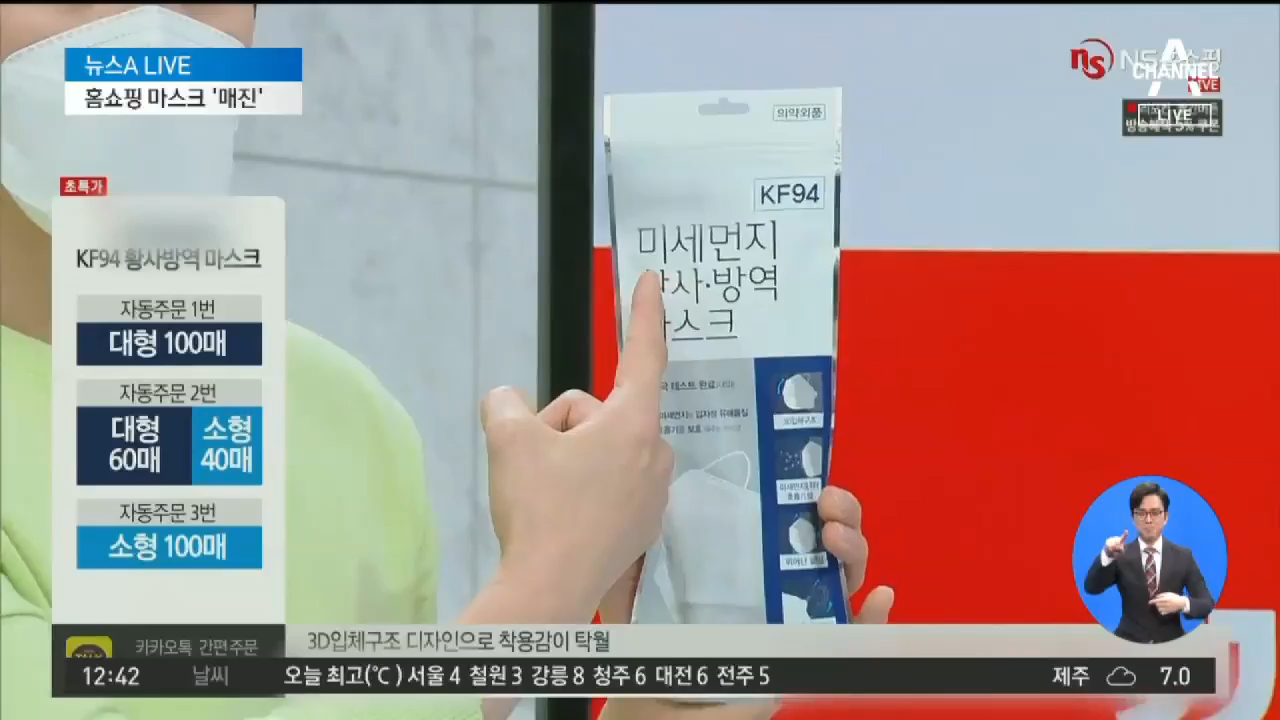 뉴스A LIVE
홈쇼핑 마스크 '매진'
초특가
KF94 황사방역 마스크
자동주문 1번
대형 100매
자동주문 2번
대형 60매
소형 40매
자동주문 3번
소형 100매
카카오톡 간편주문
3D입체구조 디자인으로 착용감이 탁월
12:42 날씨 오늘 최고(℃) 서울 4 철원 3 강릉 8 청주 6 대전 6 전주 5 제주 7.0
의약외품
KF94
미세먼지
사·방역
스크
ns
CHANNEL A
LIVE